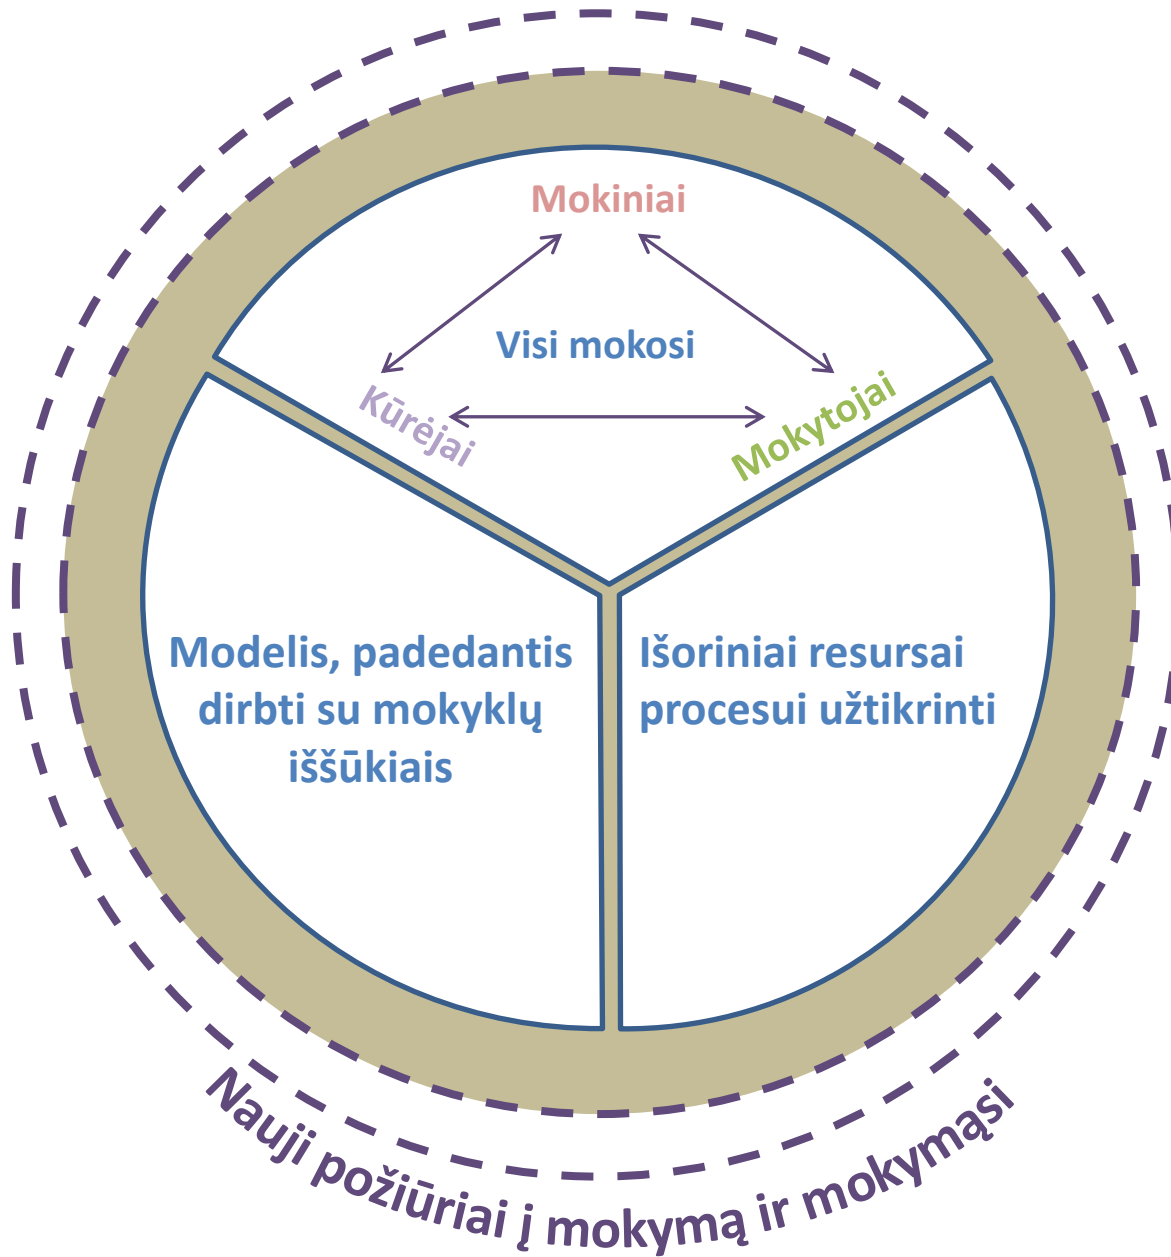 Mokiniai
Visi mokosi
Kūrėjai
Mokytojai
Modelis, padedantis
dirbti su mokyklų
iššūkiais
Išoriniai resursai
procesui užtikrinti
Nauji požiūriai į mokymą ir mokymąsi